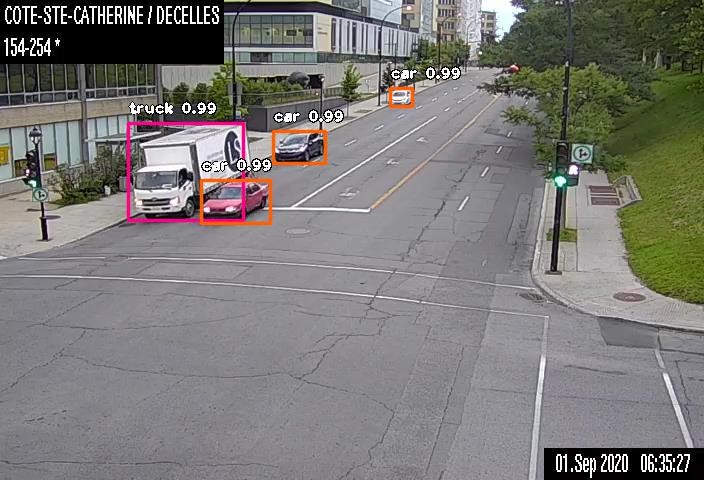 COTE-STE-CATHERINE / DECELLES
154-254 *
car 0.99
truck 0.99
car 0.99
car 0.99
01.Sep 2020 06:35:27